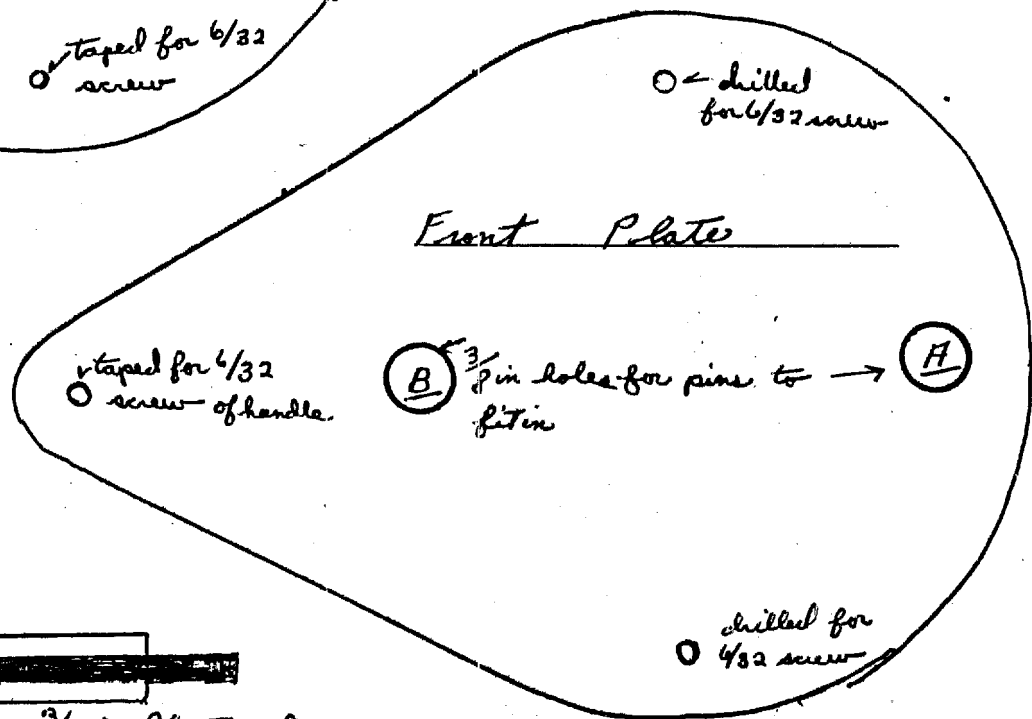 taped for 6/32
screw
drilled
for 6/32 screw
Front Plate
taped for 6/32
screw of handle.
B
3/8 in holes for pins to
fit in
A
drilled for
6/32 screw